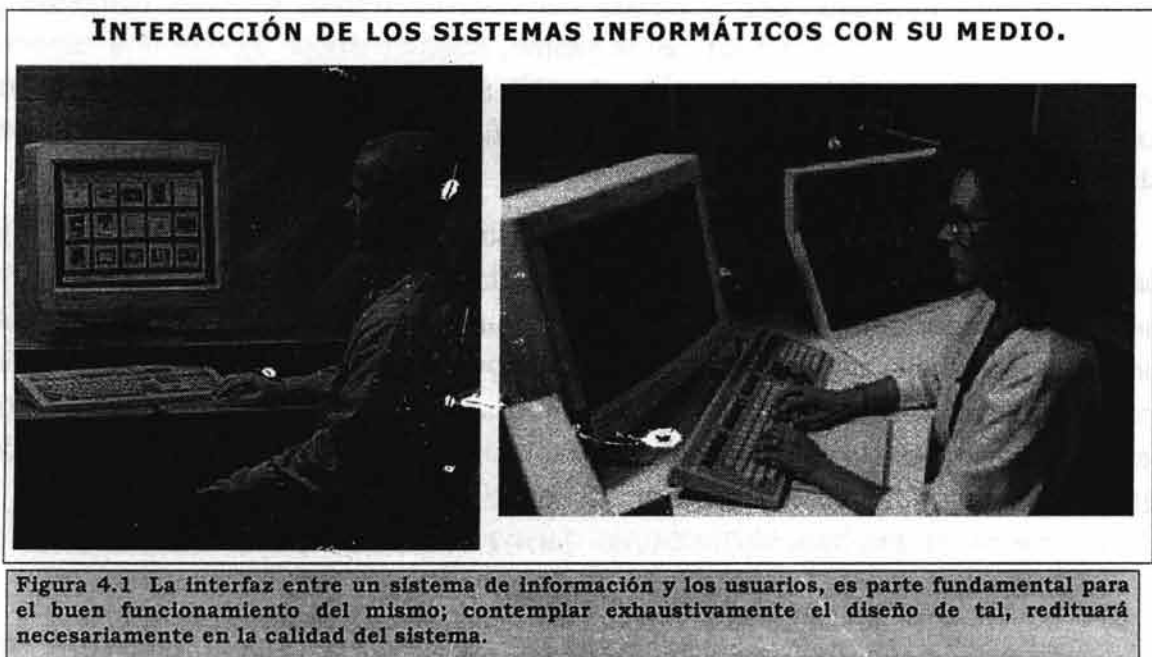 INTERACCIÓN DE LOS SISTEMAS INFORMÁTICOS CON SU MEDIO.
Figura 4.1 La interfaz entre un sistema de información y los usuarios, es parte fundamental para
el buen funcionamiento del mismo; contemplar exhaustivamente el diseño de tal, redituará
necesariamente en la calidad del sistema.